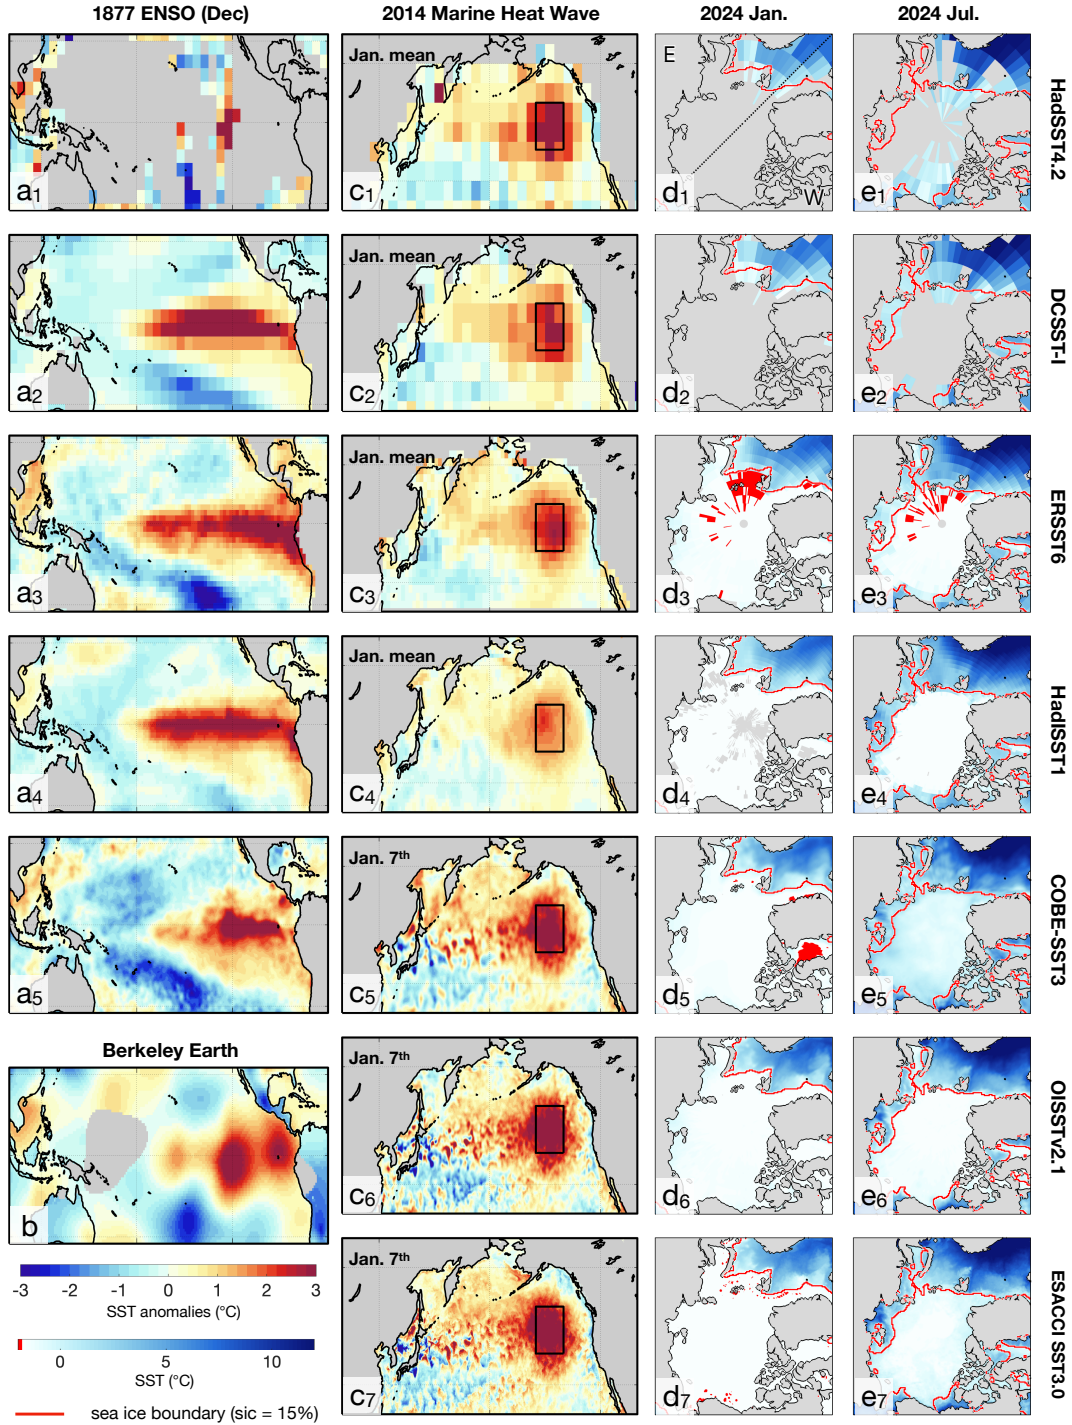 1877 ENSO (Dec)
2014 Marine Heat Wave
2024 Jan.
2024 Jul.
a1
Jan. mean
c1
E
W
d1
e1
HadSST4.2
a2
Jan. mean
c2
d2
e2
DCSST-I
a3
Jan. mean
c3
d3
e3
ERSST6
a4
Jan. mean
c4
d4
e4
HadISST1
a5
Jan. 7th
c5
d5
e5
COBE-SST3
Berkeley Earth
b
Jan. 7th
c6
d6
e6
OISSTv2.1
Jan. 7th
c7
d7
e7
ESACCI SST3.0
-3 -2 -1 0 1 2 3
SST anomalies (°C)
0 5 10
SST (°C)
sea ice boundary (sic = 15%)